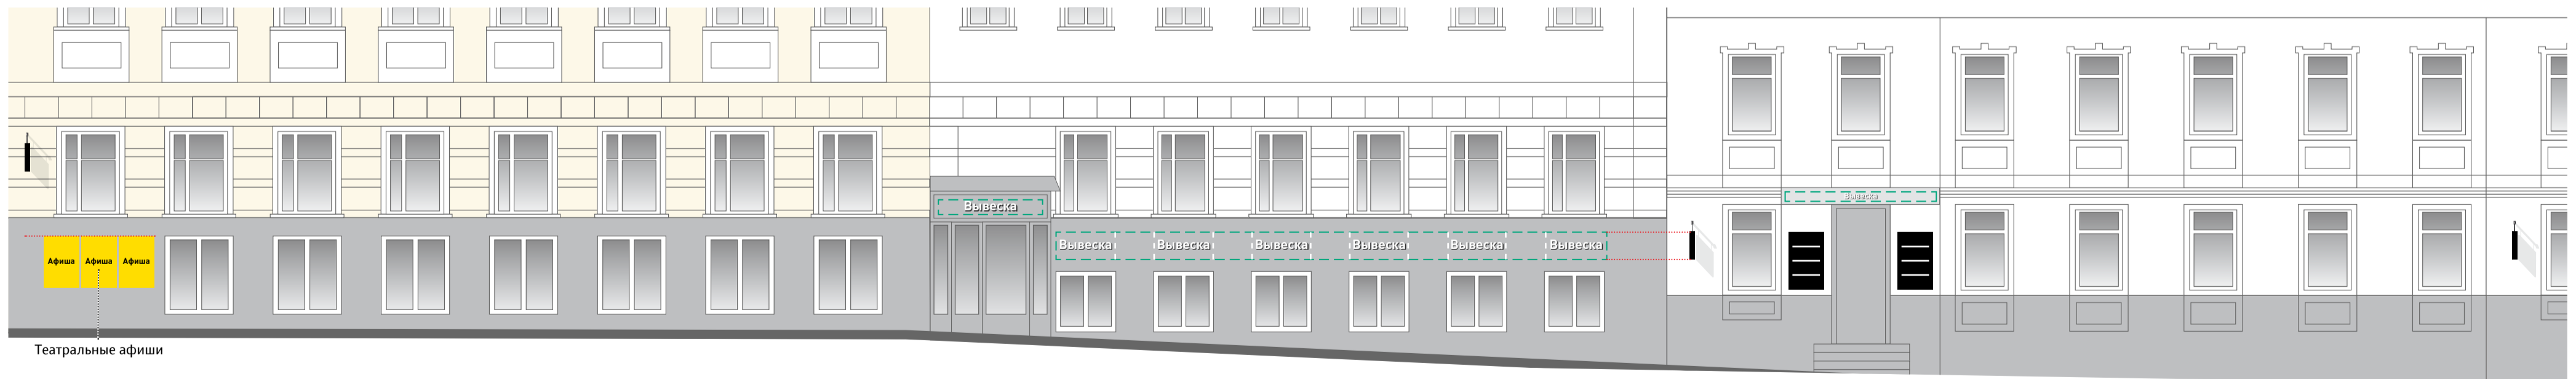 Вывеска
Вывеска
Вывеска Вывеска Вывеска Вывеска Вывеска Вывеска
Афиша Афиша Афиша
Театральные афиши